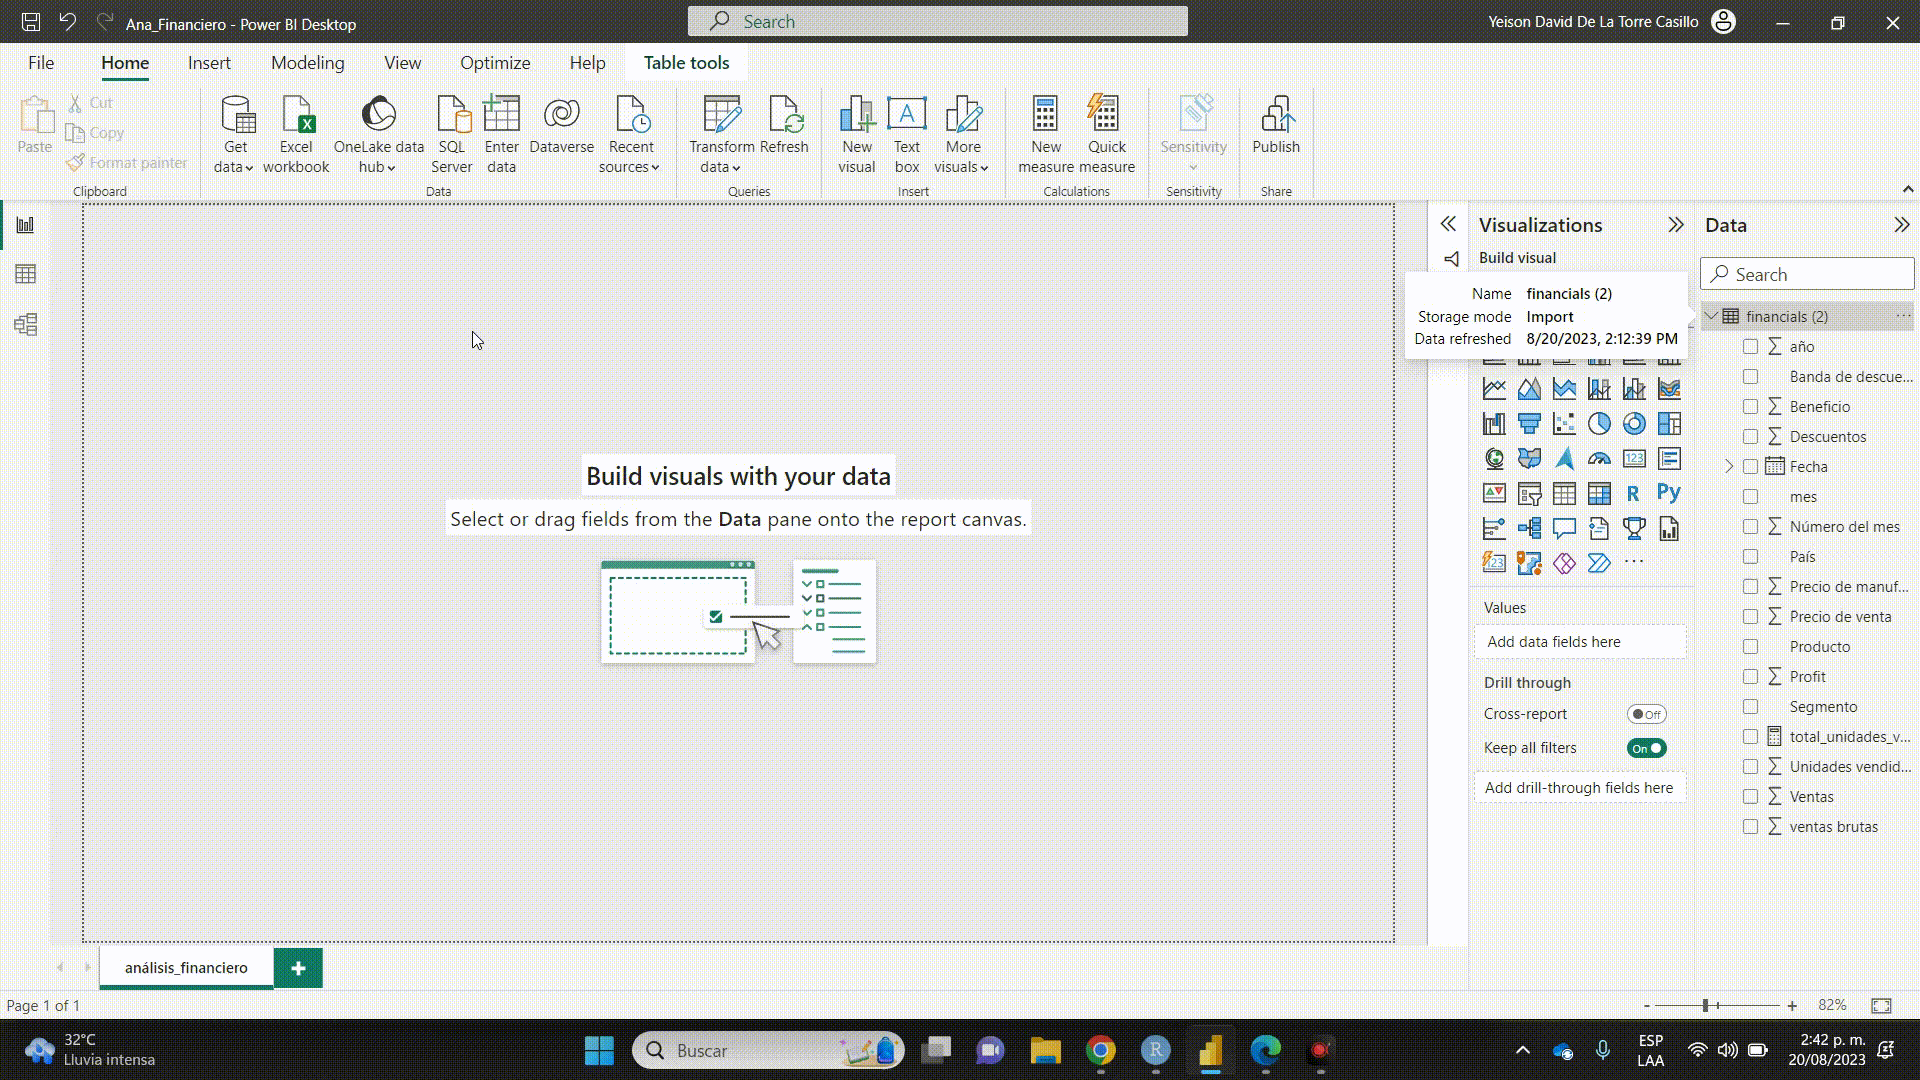 Ana_Financiero - Power BI Desktop
Search
Yeison David De La Torre Casillo
File
Home
Insert
Modeling
View
Optimize
Help
Table tools
Paste
Cut
Copy
Format painter
Clipboard
Get data
Excel workbook
OneLake data hub
SQL Server
Enter data
Dataverse
Recent sources
Data
Transform data
Refresh
Queries
New visual
Text box
More visuals
Insert
New measure
Quick measure
Calculations
Sensitivity
Sensitivity
Publish
Share
Build visuals with your data
Select or drag fields from the Data pane onto the report canvas.
Visualizations
Build visual
Name financials (2)
Storage mode Import
Data refreshed 8/20/2023, 2:12:39 PM
123
R
Py
123
Values
Add data fields here
Drill through
Cross-report
Off
Keep all filters
On
Add drill-through fields here
Data
Search
financials (2)
año
Banda de descue...
Beneficio
Descuentos
Fecha
mes
Número del mes
País
Precio de manuf...
Precio de venta
Producto
Profit
Segmento
total_unidades_v...
Unidades vendid...
Ventas
ventas brutas
análisis_financiero
Page 1 of 1
82%
32°C
Lluvia intensa
Buscar
R
ESP
LAA
2:42 p. m.
20/08/2023